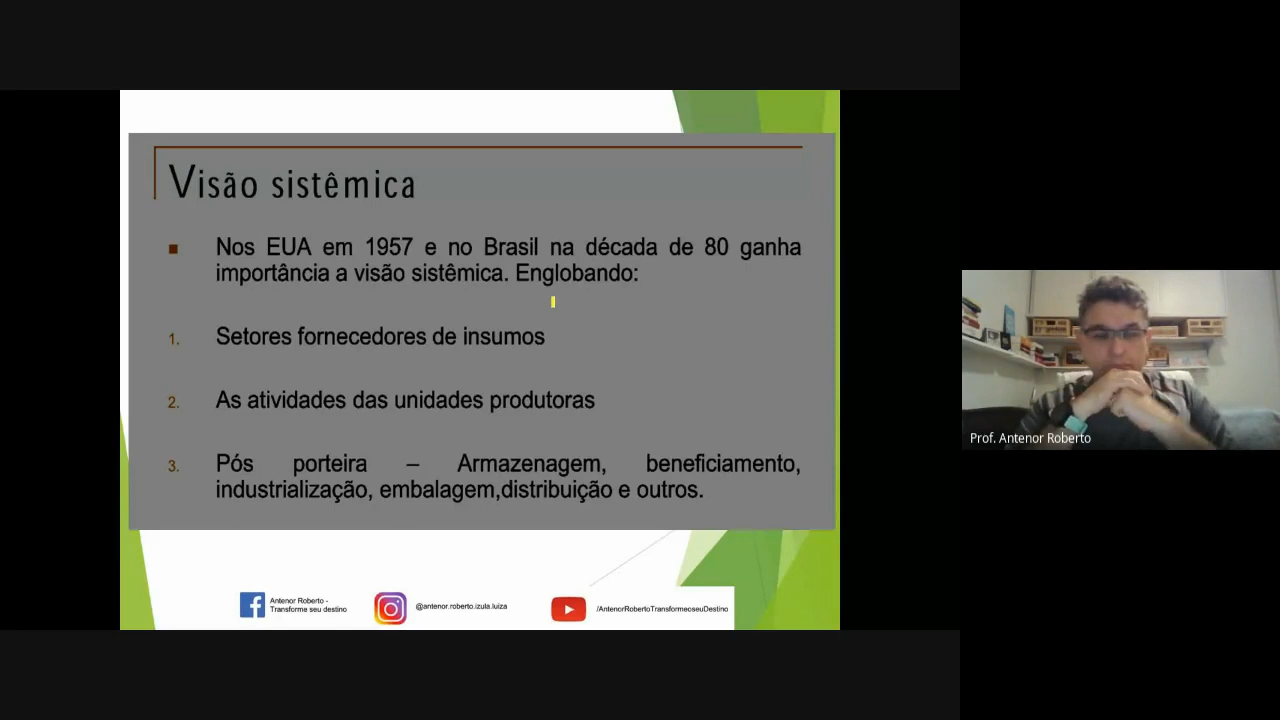 Visão sistêmica
Nos EUA em 1957 e no Brasil na década de 80 ganha
importância a visão sistêmica. Englobando:
1. Setores fornecedores de insumos
2. As atividades das unidades produtoras
3. Pós porteira – Armazenagem, beneficiamento,
industrialização, embalagem,distribuição e outros.
Antenor Roberto -
Transforme seu destino
@antenor.roberto.izula.luiza
/AntenorRobertoTransformeoseuDestino
Prof. Antenor Roberto